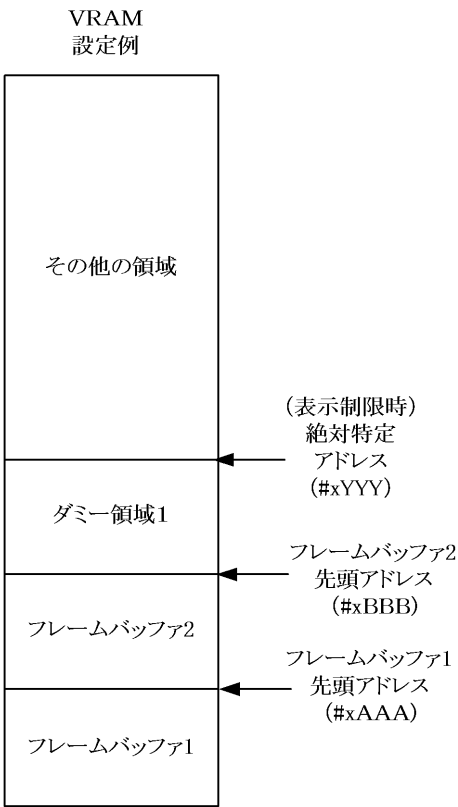 VRAM
設定例
その他の領域
(表示制限時)
絶対特定
アドレス
(#xYYY)
ダミー領域1
フレームバッファ2
先頭アドレス
(#xBBB)
フレームバッファ2
フレームバッファ1
先頭アドレス
(#xAAA)
フレームバッファ1